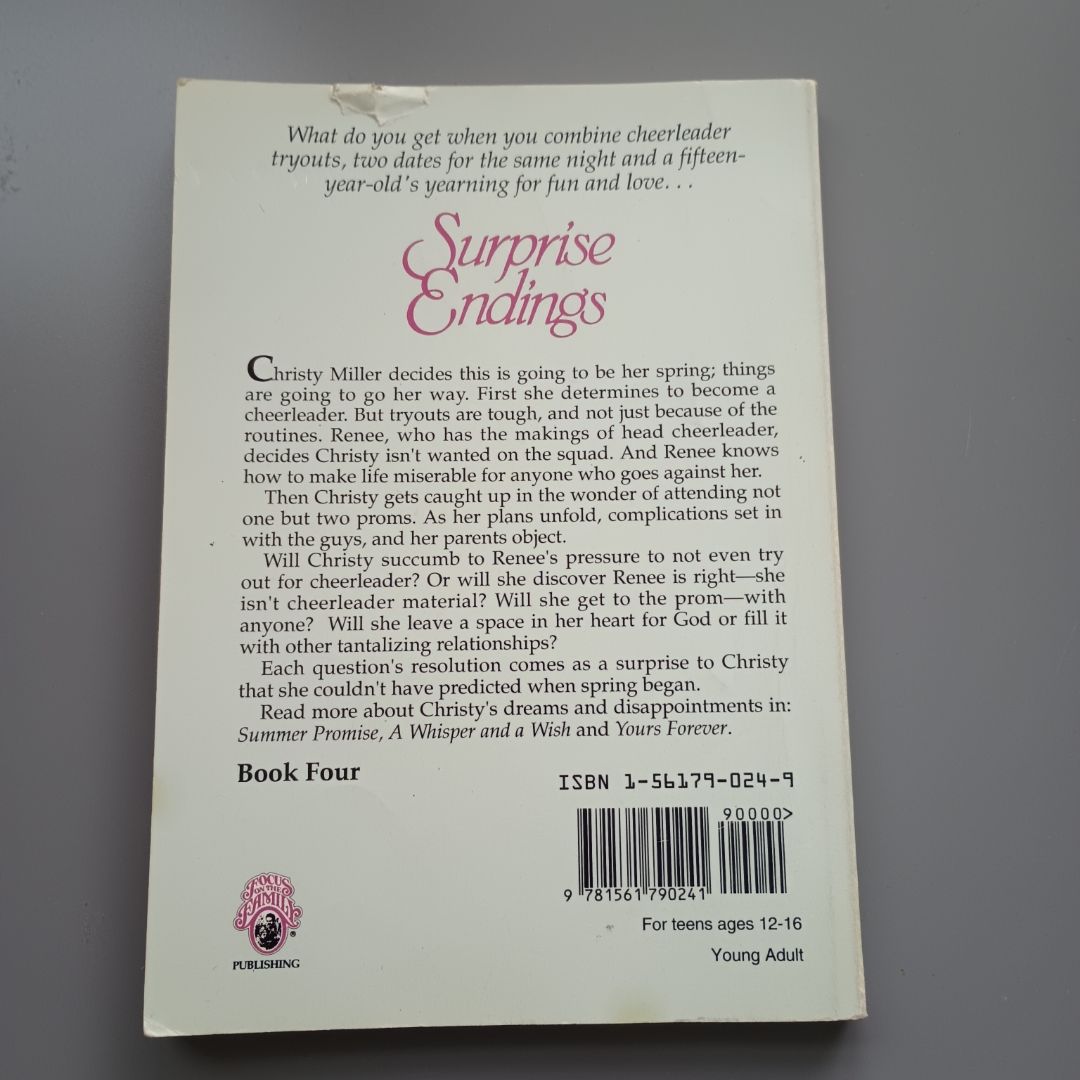 What do you get when you combine cheerleader
tryouts, two dates for the same night and a fifteen-
year-old's yearning for fun and love. . .
Surprise
Endings
Christy Miller decides this is going to be her spring; things
are going to go her way. First she determines to become a
cheerleader. But tryouts are tough, and not just because of the
routines. Renee, who has the makings of head cheerleader,
decides Christy isn't wanted on the squad. And Renee knows
how to make life miserable for anyone who goes against her.
Then Christy gets caught up in the wonder of attending not
one but two proms. As her plans unfold, complications set in
with the guys, and her parents object.
Will Christy succumb to Renee's pressure to not even try
out for cheerleader? Or will she discover Renee is right—she
isn't cheerleader material? Will she get to the prom—with
anyone? Will she leave a space in her heart for God or fill it
with other tantalizing relationships?
Each question's resolution comes as a surprise to Christy
that she couldn't have predicted when spring began.
Read more about Christy's dreams and disappointments in:
Summer Promise, A Whisper and a Wish and Yours Forever.
Book Four
ISBN 1-56179-024-9
90000>
9 781561 790241
For teens ages 12-16
Young Adult
FOCUS
ON THE
FAMILY
®
PUBLISHING